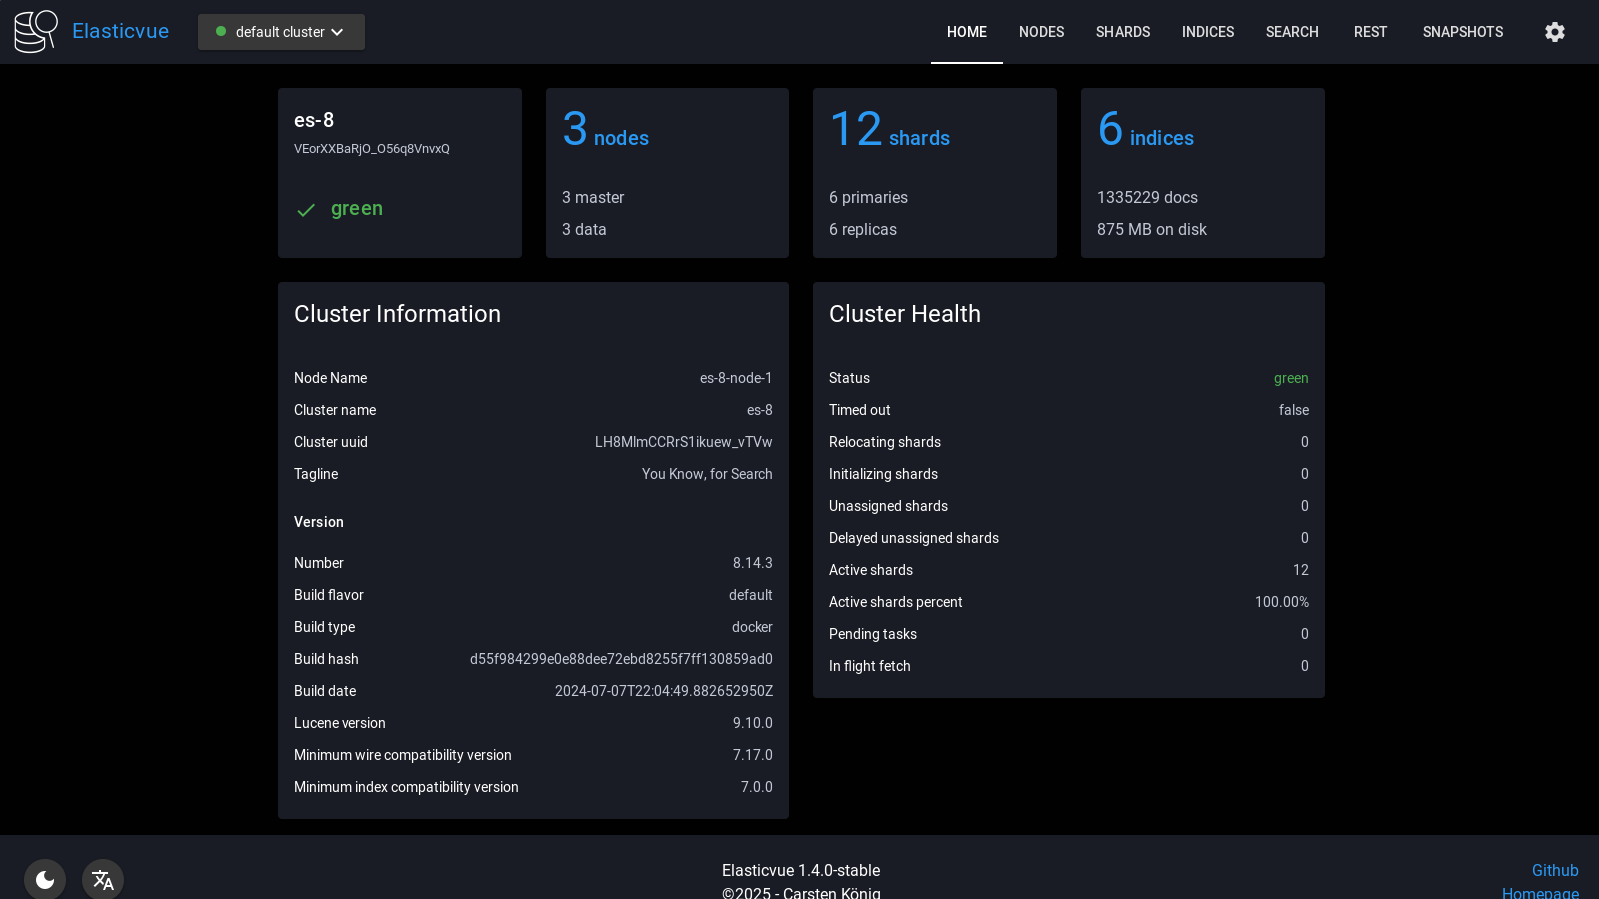 Elasticvue
default cluster
HOME NODES SHARDS INDICES SEARCH REST SNAPSHOTS
es-8
VEorXXBaRjO_O56q8VnvxQ
green
3 nodes
3 master
3 data
12 shards
6 primaries
6 replicas
6 indices
1335229 docs
875 MB on disk
Cluster Information
Node Name es-8-node-1
Cluster name es-8
Cluster uuid LH8MlmCCRrS1ikuew_vTVw
Tagline You Know, for Search
Version
Number 8.14.3
Build flavor default
Build type docker
Build hash d55f984299e0e88dee72ebd8255f7ff130859ad0
Build date 2024-07-07T22:04:49.882652950Z
Lucene version 9.10.0
Minimum wire compatibility version 7.17.0
Minimum index compatibility version 7.0.0
Cluster Health
Status green
Timed out false
Relocating shards 0
Initializing shards 0
Unassigned shards 0
Delayed unassigned shards 0
Active shards 12
Active shards percent 100.00%
Pending tasks 0
In flight fetch 0
Elasticvue 1.4.0-stable
©2025 - Carsten König
Github
Homepage